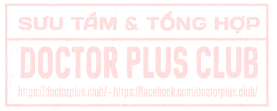 SƯU TẦM & TỔNG HỢP
DOCTOR PLUS CLUB
https://doctorplus.club/ - https://facebook.com/doctorplus.club/